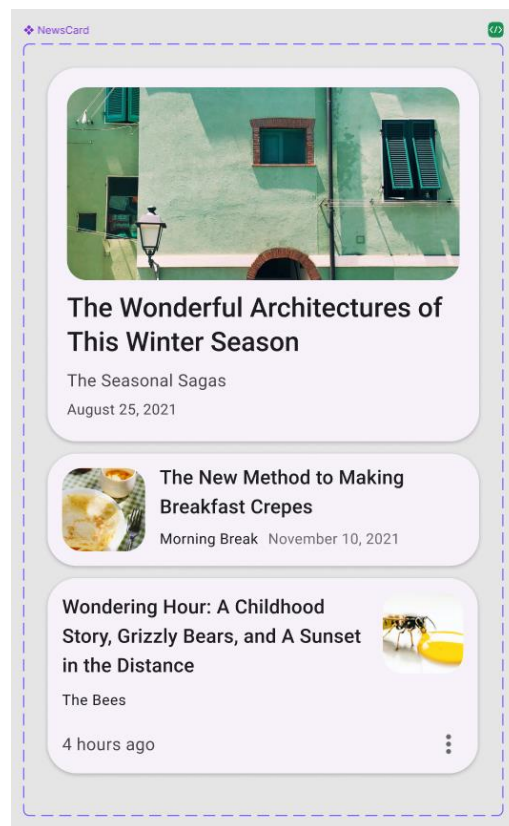 NewsCard
The Wonderful Architectures of
This Winter Season
The Seasonal Sagas
August 25, 2021
The New Method to Making
Breakfast Crepes
Morning Break November 10, 2021
Wondering Hour: A Childhood
Story, Grizzly Bears, and A Sunset
in the Distance
The Bees
4 hours ago